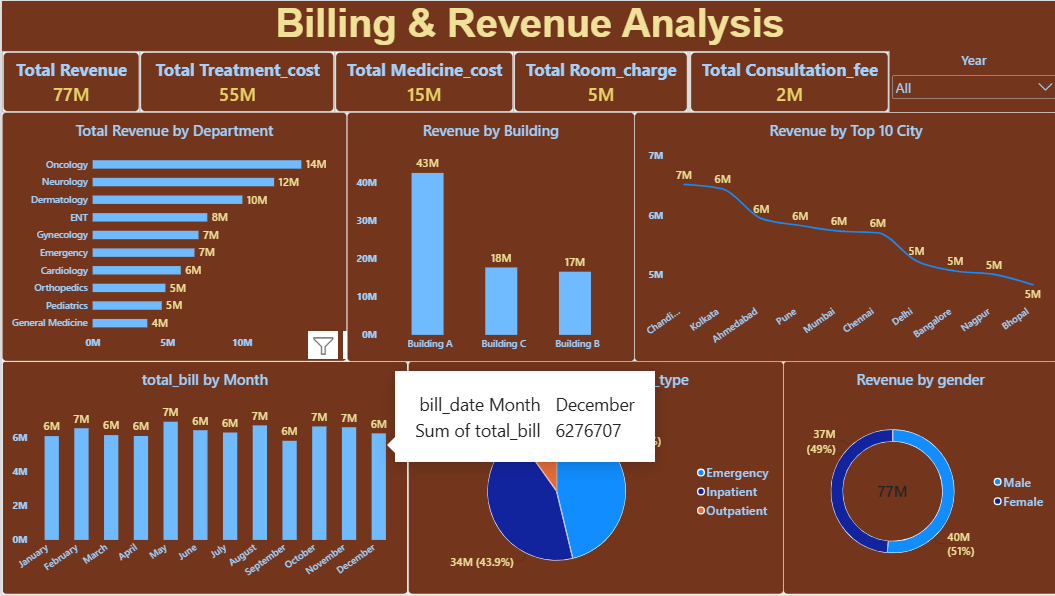 Billing & Revenue Analysis
Total Revenue
77M
Total Treatment_cost
55M
Total Medicine_cost
15M
Total Room_charge
5M
Total Consultation_fee
2M
Year
All
Total Revenue by Department
Oncology 14M
Neurology 12M
Dermatology 10M
ENT 8M
Gynecology 7M
Emergency 7M
Cardiology 6M
Orthopedics 5M
Pediatrics 5M
General Medicine 4M
0M 5M 10M
Revenue by Building
43M
40M
30M
20M
18M
17M
10M
0M
Building A Building C Building B
Revenue by Top 10 City
7M
7M 6M 6M 6M 6M 6M 5M 5M 5M 5M
6M
5M
Chandi... Kolkata Ahmedabad Pune Mumbai Chennai Delhi Bangalore Nagpur Bhopal
total_bill by Month
6M 7M 6M 6M 7M 6M 6M 7M 6M 7M 7M 6M
6M
4M
2M
0M
January February March April May June July August September October November December
bill_date Month December
Sum of total_bill 6276707
_type
%)
Emergency
Inpatient
Outpatient
34M (43.9%)
Revenue by gender
37M
(49%)
77M
40M
(51%)
Male
Female